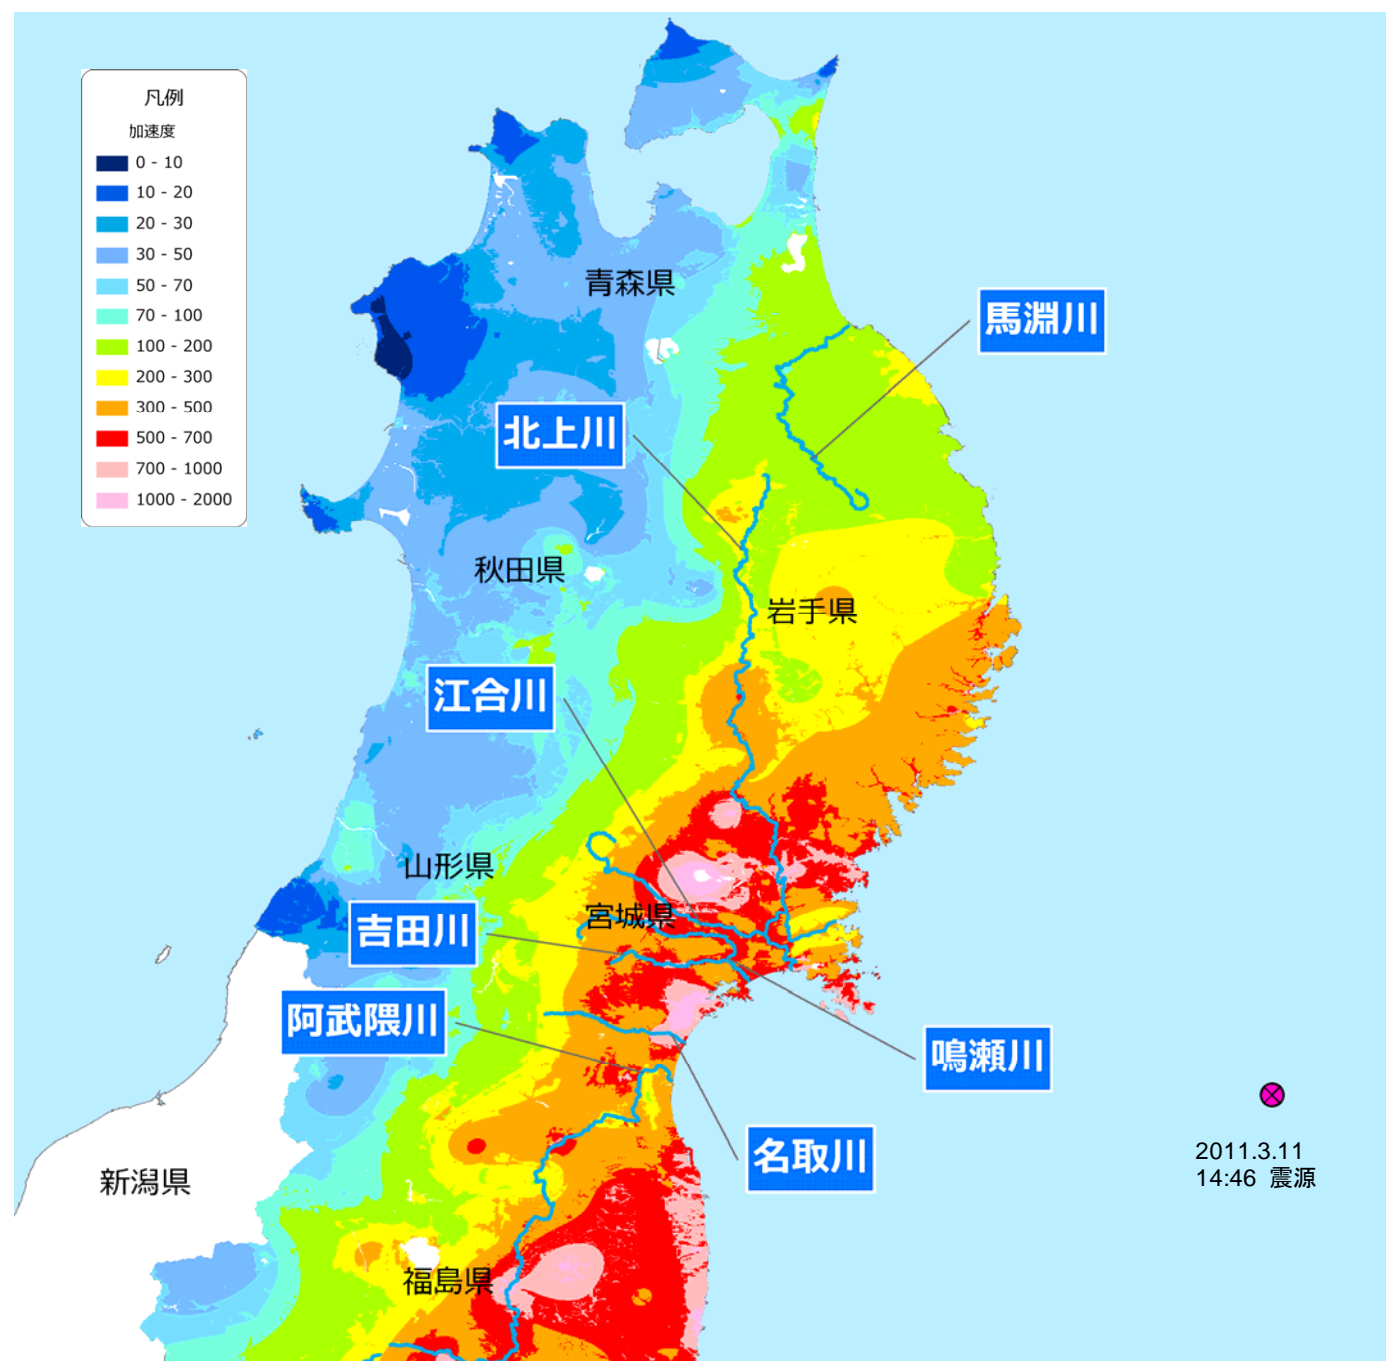 凡例
加速度
0 - 10
10 - 20
20 - 30
30 - 50
50 - 70
70 - 100
100 - 200
200 - 300
300 - 500
500 - 700
700 - 1000
1000 - 2000
青森県
馬淵川
北上川
秋田県
岩手県
江合川
山形県
宮城県
吉田川
阿武隈川
鳴瀬川
名取川
2011.3.11
14:46 震源
新潟県
福島県